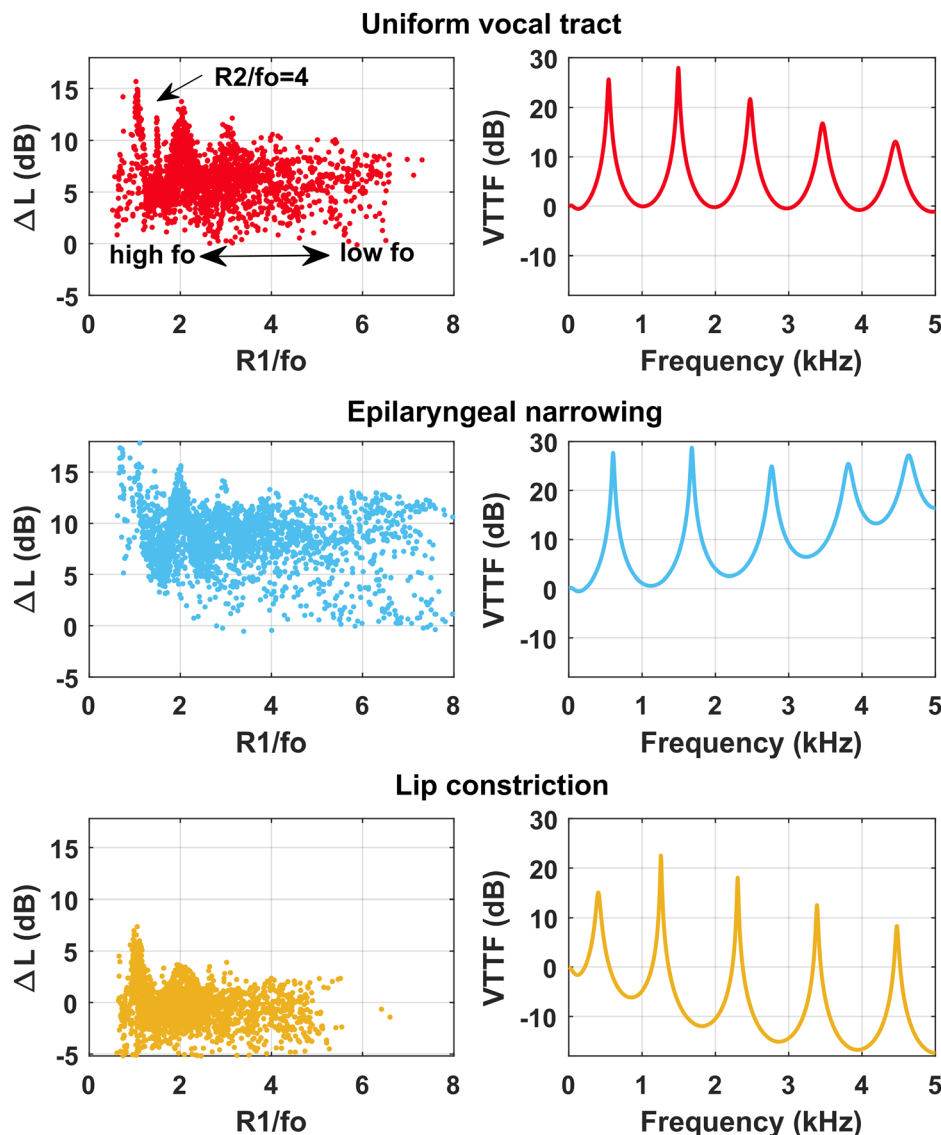 Uniform vocal tract
15
10
5
0
-5
ΔL (dB)
R2/fo=4
high fo
low fo
0 2 4 6 8
R1/fo
30
20
10
0
-10
VTTF (dB)
0 1 2 3 4 5
Frequency (kHz)
Epilaryngeal narrowing
15
10
5
0
-5
ΔL (dB)
0 2 4 6 8
R1/fo
30
20
10
0
-10
VTTF (dB)
0 1 2 3 4 5
Frequency (kHz)
Lip constriction
15
10
5
0
-5
ΔL (dB)
0 2 4 6 8
R1/fo
30
20
10
0
-10
VTTF (dB)
0 1 2 3 4 5
Frequency (kHz)